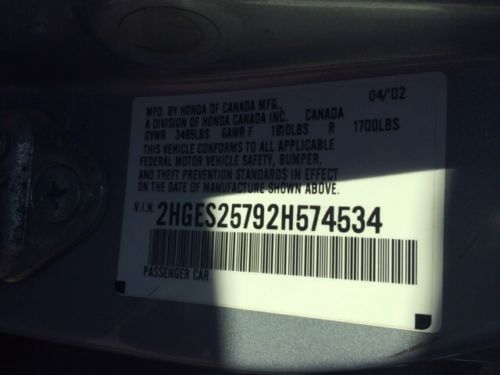 MFD. BY HONDA OF CANADA MFG.,
A DIVISION OF HONDA CANADA INC. CANADA 04/'02
GVWR 3485LBS GAWR F 1810LBS R 1700LBS
THIS VEHICLE CONFORMS TO ALL APPLICABLE
FEDERAL MOTOR VEHICLE SAFETY, BUMPER,
AND THEFT PREVENTION STANDARDS IN EFFECT
ON THE DATE OF MANUFACTURE SHOWN ABOVE.
V.I.N. 2HGES25792H574534
PASSENGER CAR